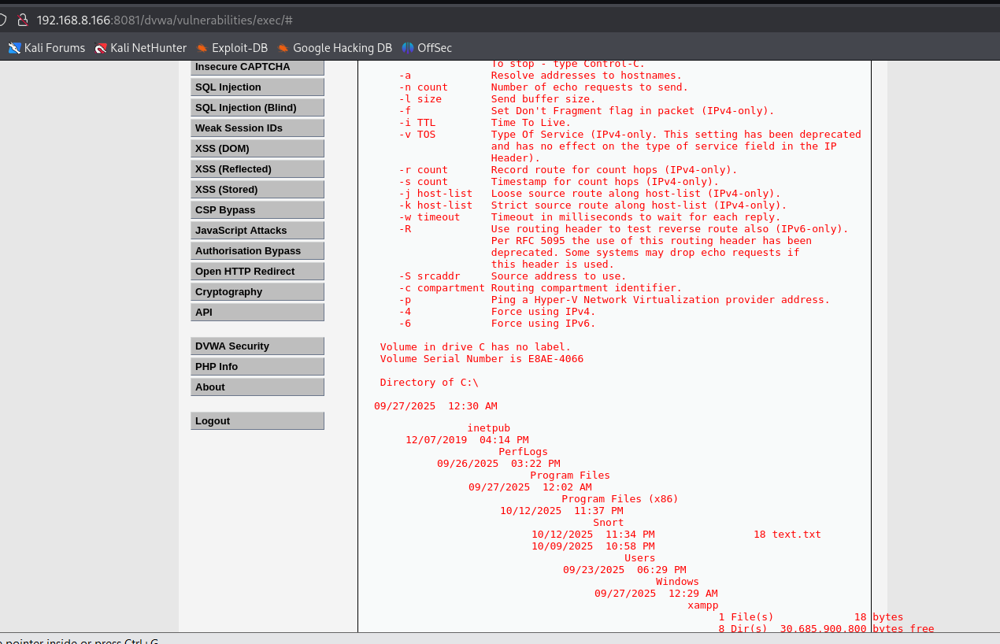 192.168.8.166:8081/dvwa/vulnerabilities/exec/#
Kali Forums Kali NetHunter Exploit-DB Google Hacking DB OffSec
Insecure CAPTCHA
SQL Injection
SQL Injection (Blind)
Weak Session IDs
XSS (DOM)
XSS (Reflected)
XSS (Stored)
CSP Bypass
JavaScript Attacks
Authorisation Bypass
Open HTTP Redirect
Cryptography
API
DVWA Security
PHP Info
About
Logout
To stop - type Control-C.
-a Resolve addresses to hostnames.
-n count Number of echo requests to send.
-l size Send buffer size.
-f Set Don't Fragment flag in packet (IPv4-only).
-i TTL Time To Live.
-v TOS Type Of Service (IPv4-only. This setting has been deprecated
and has no effect on the type of service field in the IP
Header).
-r count Record route for count hops (IPv4-only).
-s count Timestamp for count hops (IPv4-only).
-j host-list Loose source route along host-list (IPv4-only).
-k host-list Strict source route along host-list (IPv4-only).
-w timeout Timeout in milliseconds to wait for each reply.
-R Use routing header to test reverse route also (IPv6-only).
Per RFC 5095 the use of this routing header has been
deprecated. Some systems may drop echo requests if
this header is used.
-S srcaddr Source address to use.
-c compartment Routing compartment identifier.
-p Ping a Hyper-V Network Virtualization provider address.
-4 Force using IPv4.
-6 Force using IPv6.
Volume in drive C has no label.
Volume Serial Number is E8AE-4066
Directory of C:\
09/27/2025 12:30 AM
inetpub
12/07/2019 04:14 PM
PerfLogs
09/26/2025 03:22 PM
Program Files
09/27/2025 12:02 AM
Program Files (x86)
10/12/2025 11:37 PM
Snort
10/12/2025 11:34 PM 18 text.txt
10/09/2025 10:58 PM
Users
09/23/2025 06:29 PM
Windows
09/27/2025 12:29 AM
xampp
1 File(s) 18 bytes
8 Dir(s) 30,685,900,800 bytes free
pointer inside or press Ctrl+G